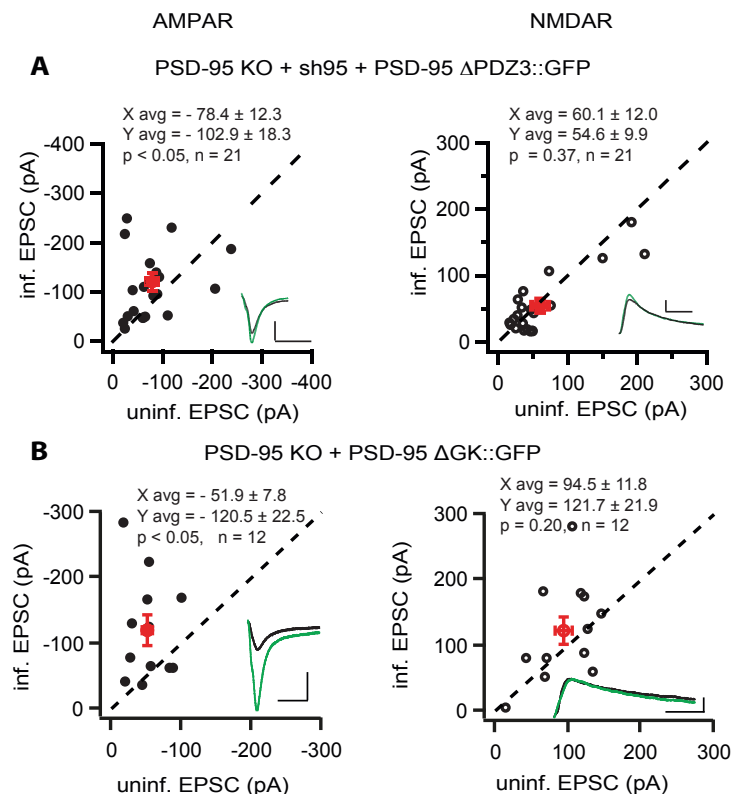 AMPAR NMDAR
A PSD-95 KO + sh95 + PSD-95 ΔPDZ3::GFP
X avg = - 78.4 ± 12.3
Y avg = - 102.9 ± 18.3
p < 0.05, n = 21
-400
-300
-200
-100
0
inf. EPSC (pA)
0 -100 -200 -300 -400
uninf. EPSC (pA)
X avg = 60.1 ± 12.0
Y avg = 54.6 ± 9.9
p = 0.37, n = 21
300
200
100
0
inf. EPSC (pA)
0 100 200 300
uninf. EPSC (pA)
B PSD-95 KO + PSD-95 ΔGK::GFP
X avg = - 51.9 ± 7.8
Y avg = - 120.5 ± 22.5
p < 0.05, n = 12
-300
-200
-100
0
inf. EPSC (pA)
0 -100 -200 -300
uninf. EPSC (pA)
X avg = 94.5 ± 11.8
Y avg = 121.7 ± 21.9
p = 0.20, n = 12
300
200
100
0
inf. EPSC (pA)
0 100 200 300
uninf. EPSC (pA)